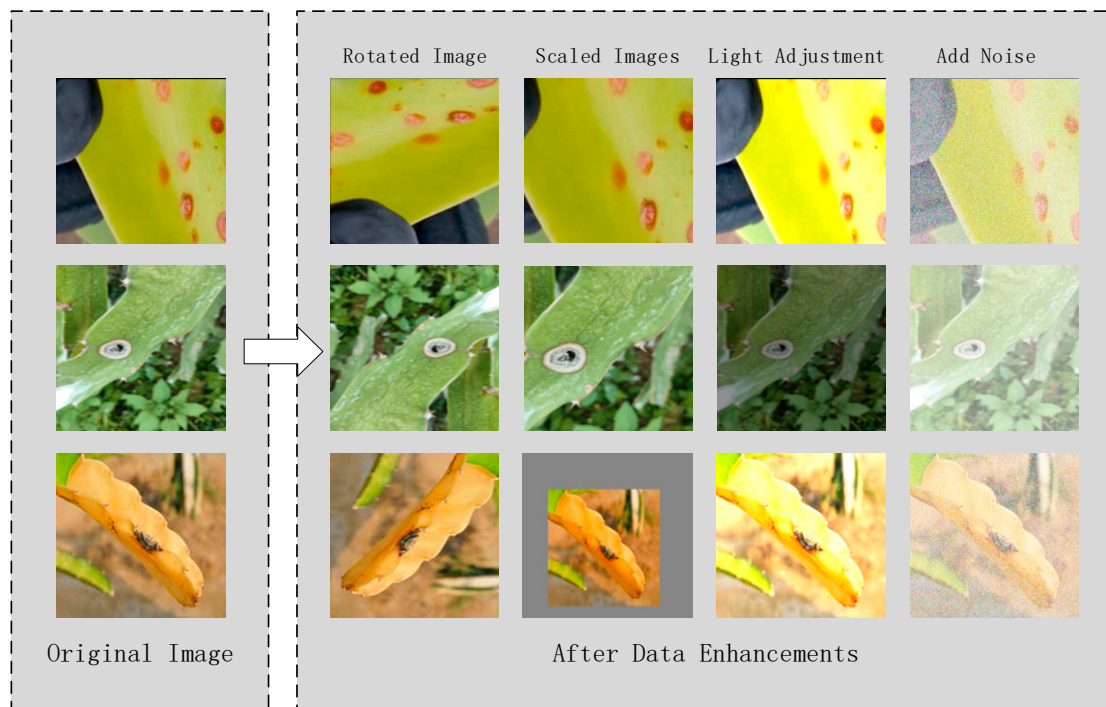 Rotated Image
Scaled Images
Light Adjustment
Add Noise
Original Image
After Data Enhancements